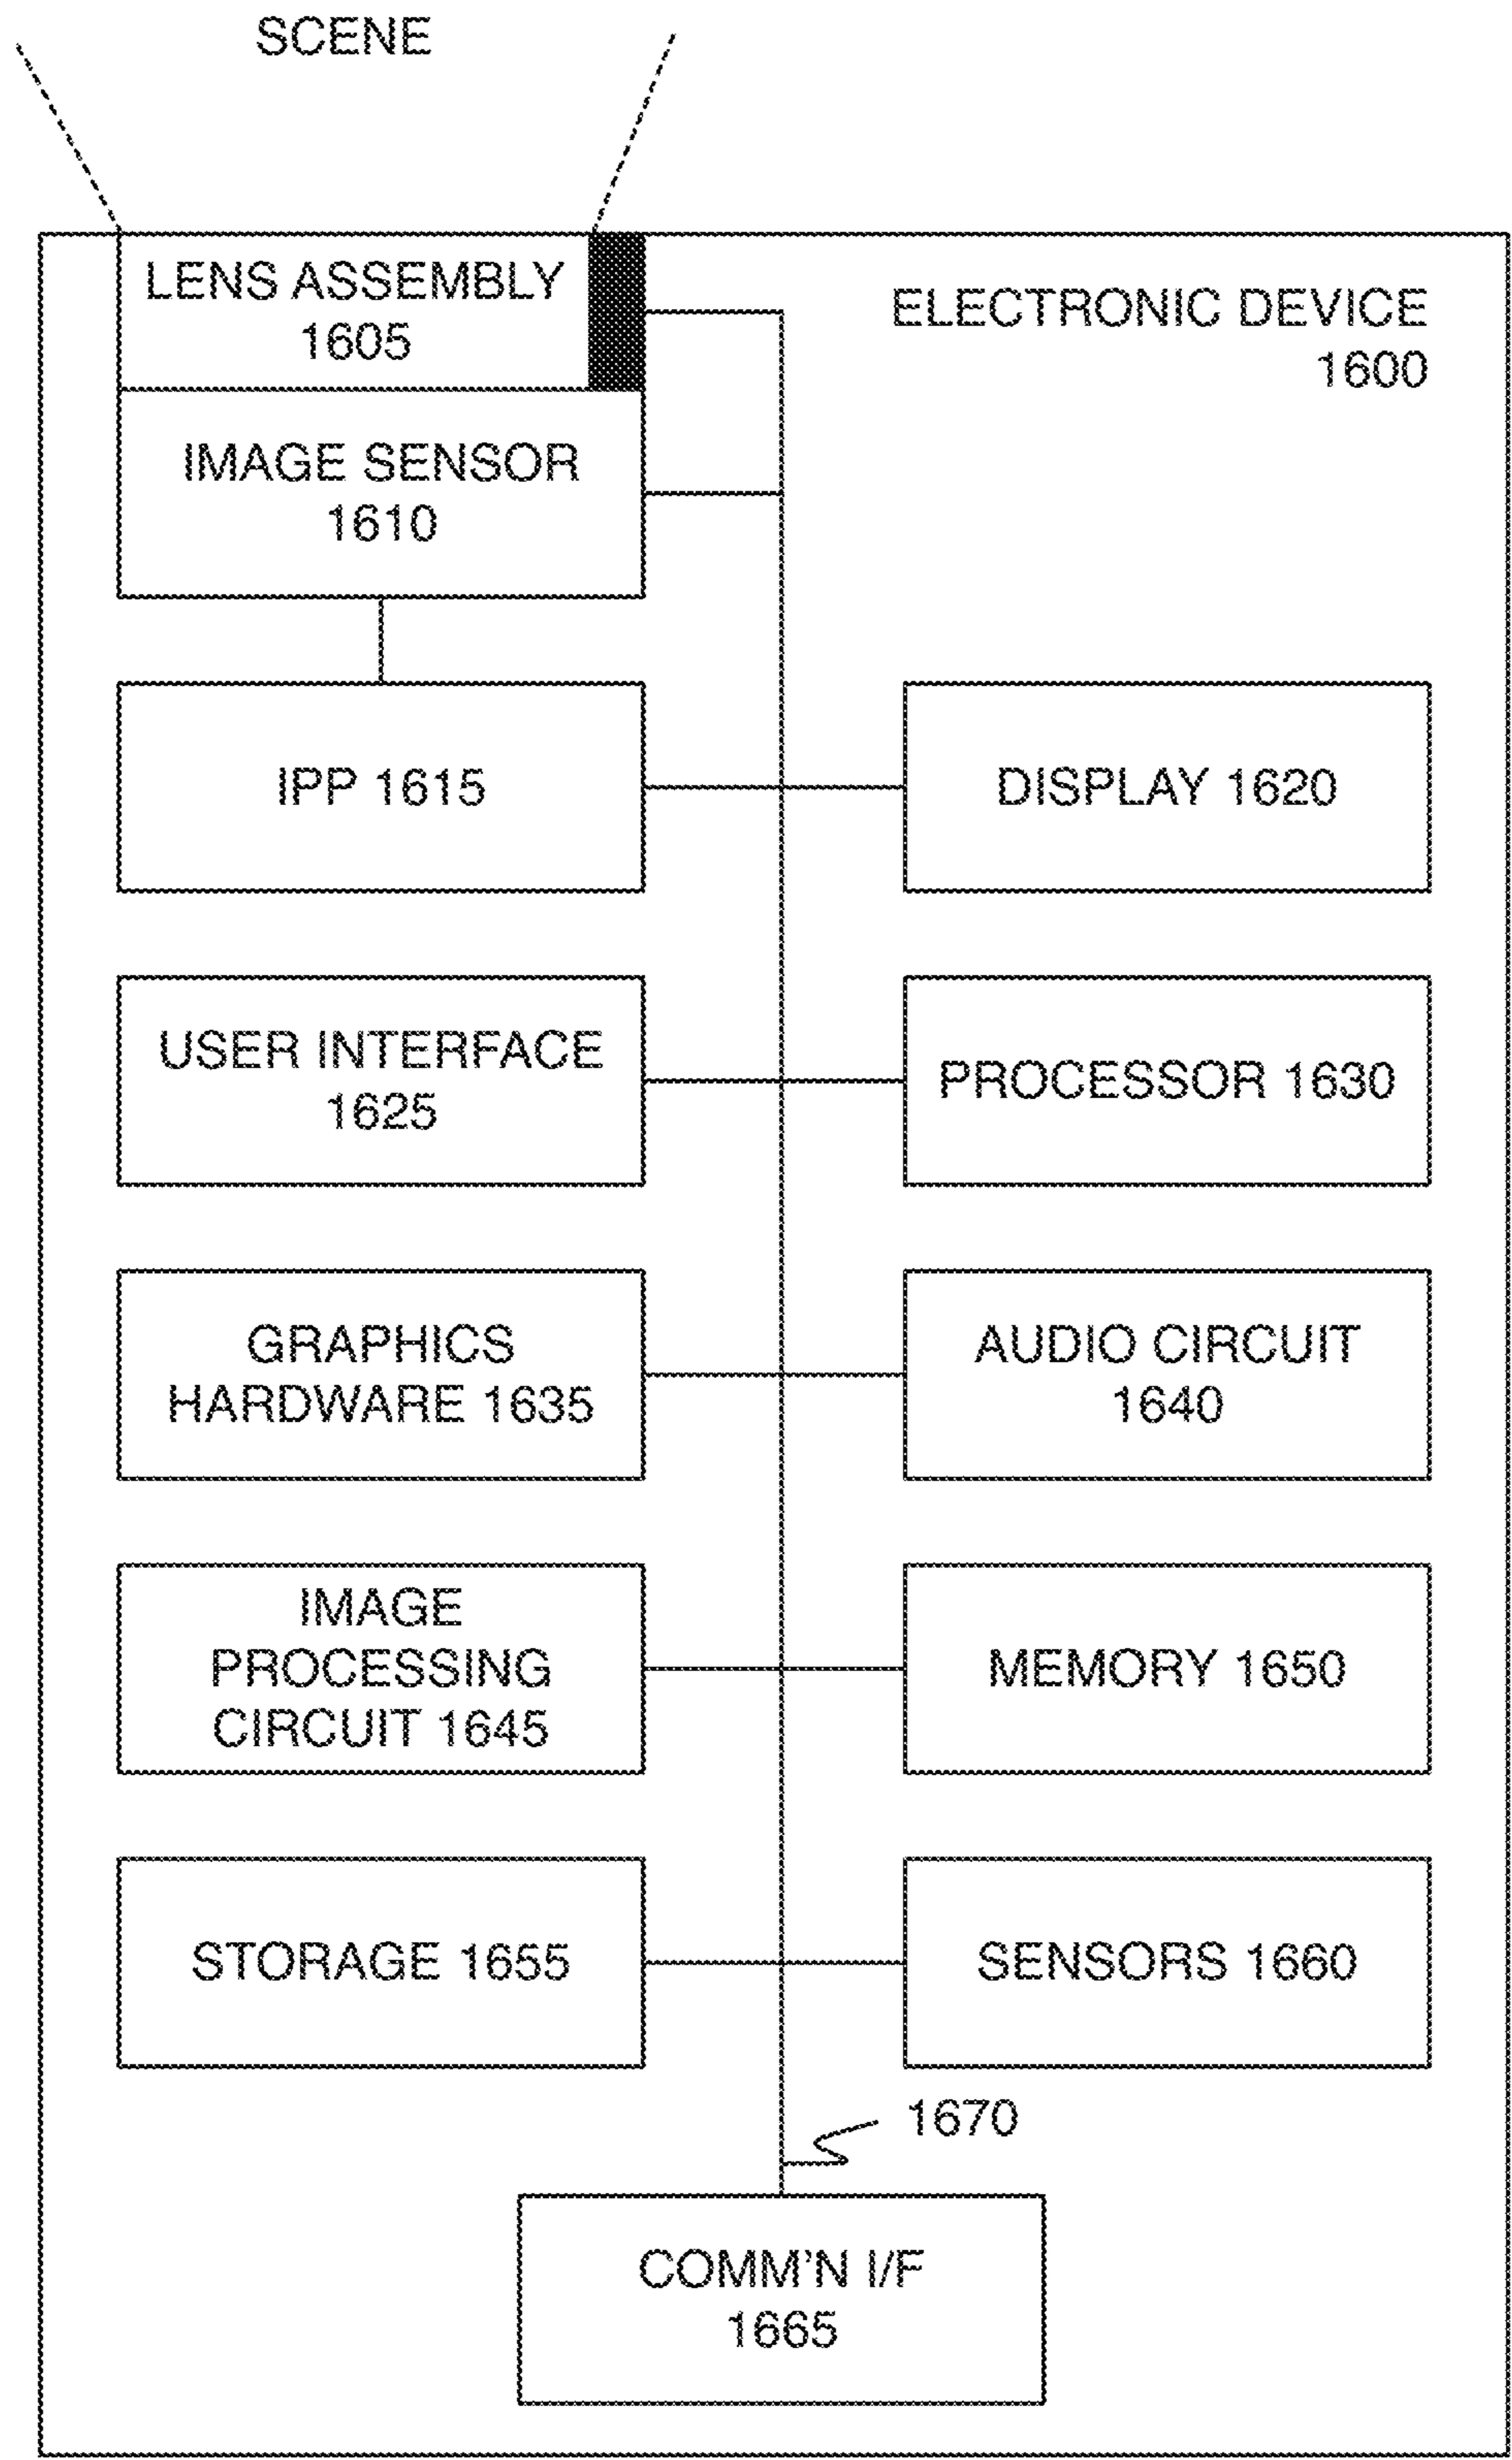 SCENE
LENS ASSEMBLY
1605
ELECTRONIC DEVICE
1600
IMAGE SENSOR
1610
IPP 1615
DISPLAY 1620
USER INTERFACE
1625
PROCESSOR 1630
GRAPHICS
HARDWARE 1635
AUDIO CIRCUIT
1640
IMAGE
PROCESSING
CIRCUIT 1645
MEMORY 1650
STORAGE 1655
SENSORS 1660
1670
COMM'N I/F
1665